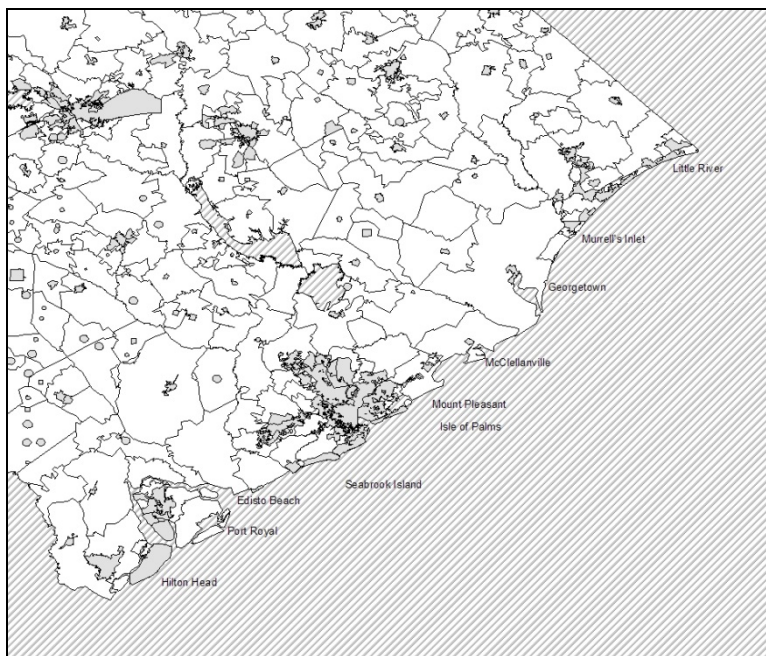 Little River
Murrell's Inlet
Georgetown
McClellanville
Mount Pleasant
Isle of Palms
Seabrook Island
Edisto Beach
Port Royal
Hilton Head